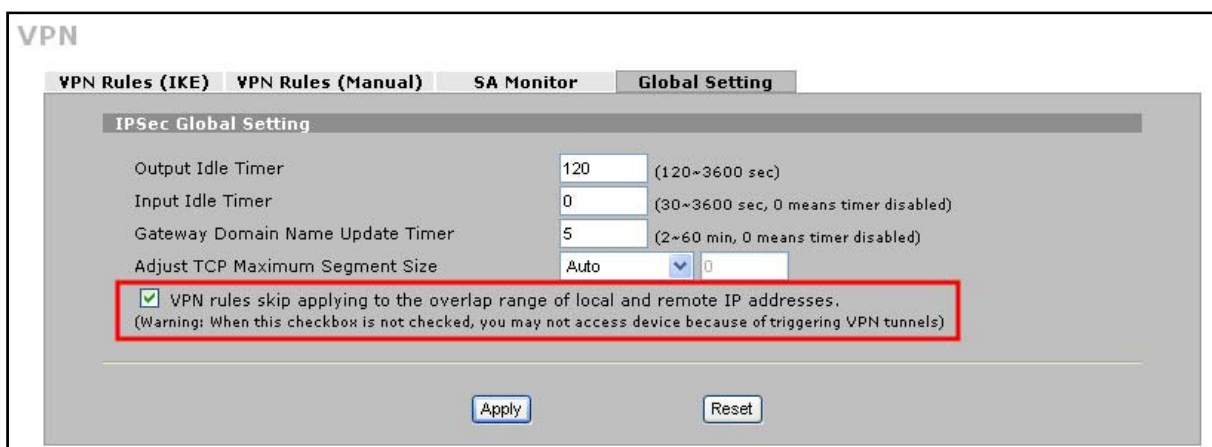 VPN
VPN Rules (IKE) VPN Rules (Manual) SA Monitor Global Setting
IPSec Global Setting
Output Idle Timer 120 (120~3600 sec)
Input Idle Timer 0 (30~3600 sec, 0 means timer disabled)
Gateway Domain Name Update Timer 5 (2~60 min, 0 means timer disabled)
Adjust TCP Maximum Segment Size Auto 0
VPN rules skip applying to the overlap range of local and remote IP addresses.
(Warning: When this checkbox is not checked, you may not access device because of triggering VPN tunnels)
Apply Reset